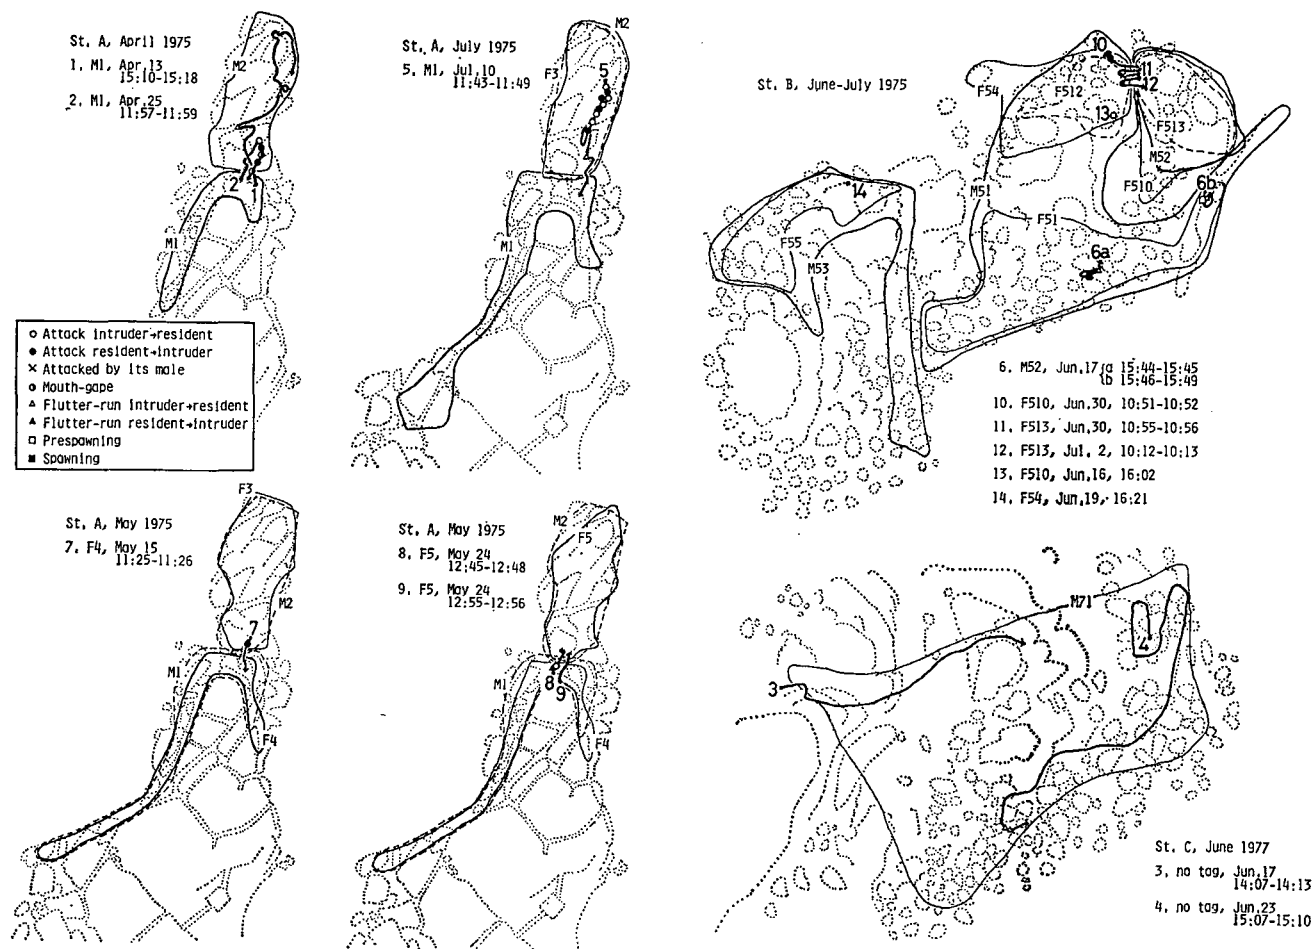 St. A, April 1975
1. M1, Apr.13
15:10-15:18
2. M1, Apr.25
11:57-11:59
M2
2
1
M1
St. A, July 1975
5. M1, Jul.10
11:43-11:49
M2
F3
5
M1
St. B, June-July 1975
10
11
12
F54
F512
13
F513
M52
F510
6b
M51
F51
14
F55
M53
6a
6. M52, Jun.17 {a 15:44-15:45
b 15:46-15:49
10. F510, Jun.30, 10:51-10:52
11. F513, Jun.30, 10:55-10:56
12. F513, Jul. 2, 10:12-10:13
13. F510, Jun.16, 16:02
14. F54, Jun.19, 16:21
○ Attack intruder→resident
● Attack resident→intruder
× Attacked by its male
Mouth-gape
△ Flutter-run intruder→resident
▲ Flutter-run resident→intruder
□ Prespawning
■ Spawning
St. A, May 1975
7. F4, May 15
11:25-11:26
F3
7
M2
M1
F4
St. A, May 1975
8. F5, May 24
12:45-12:48
9. F5, May 24
12:55-12:56
M2
F5
M1
8
9
F4
M71
4
3
St. C, June 1977
3. no tag, Jun.17
14:07-14:13
4. no tag, Jun.23
15:07-15:10